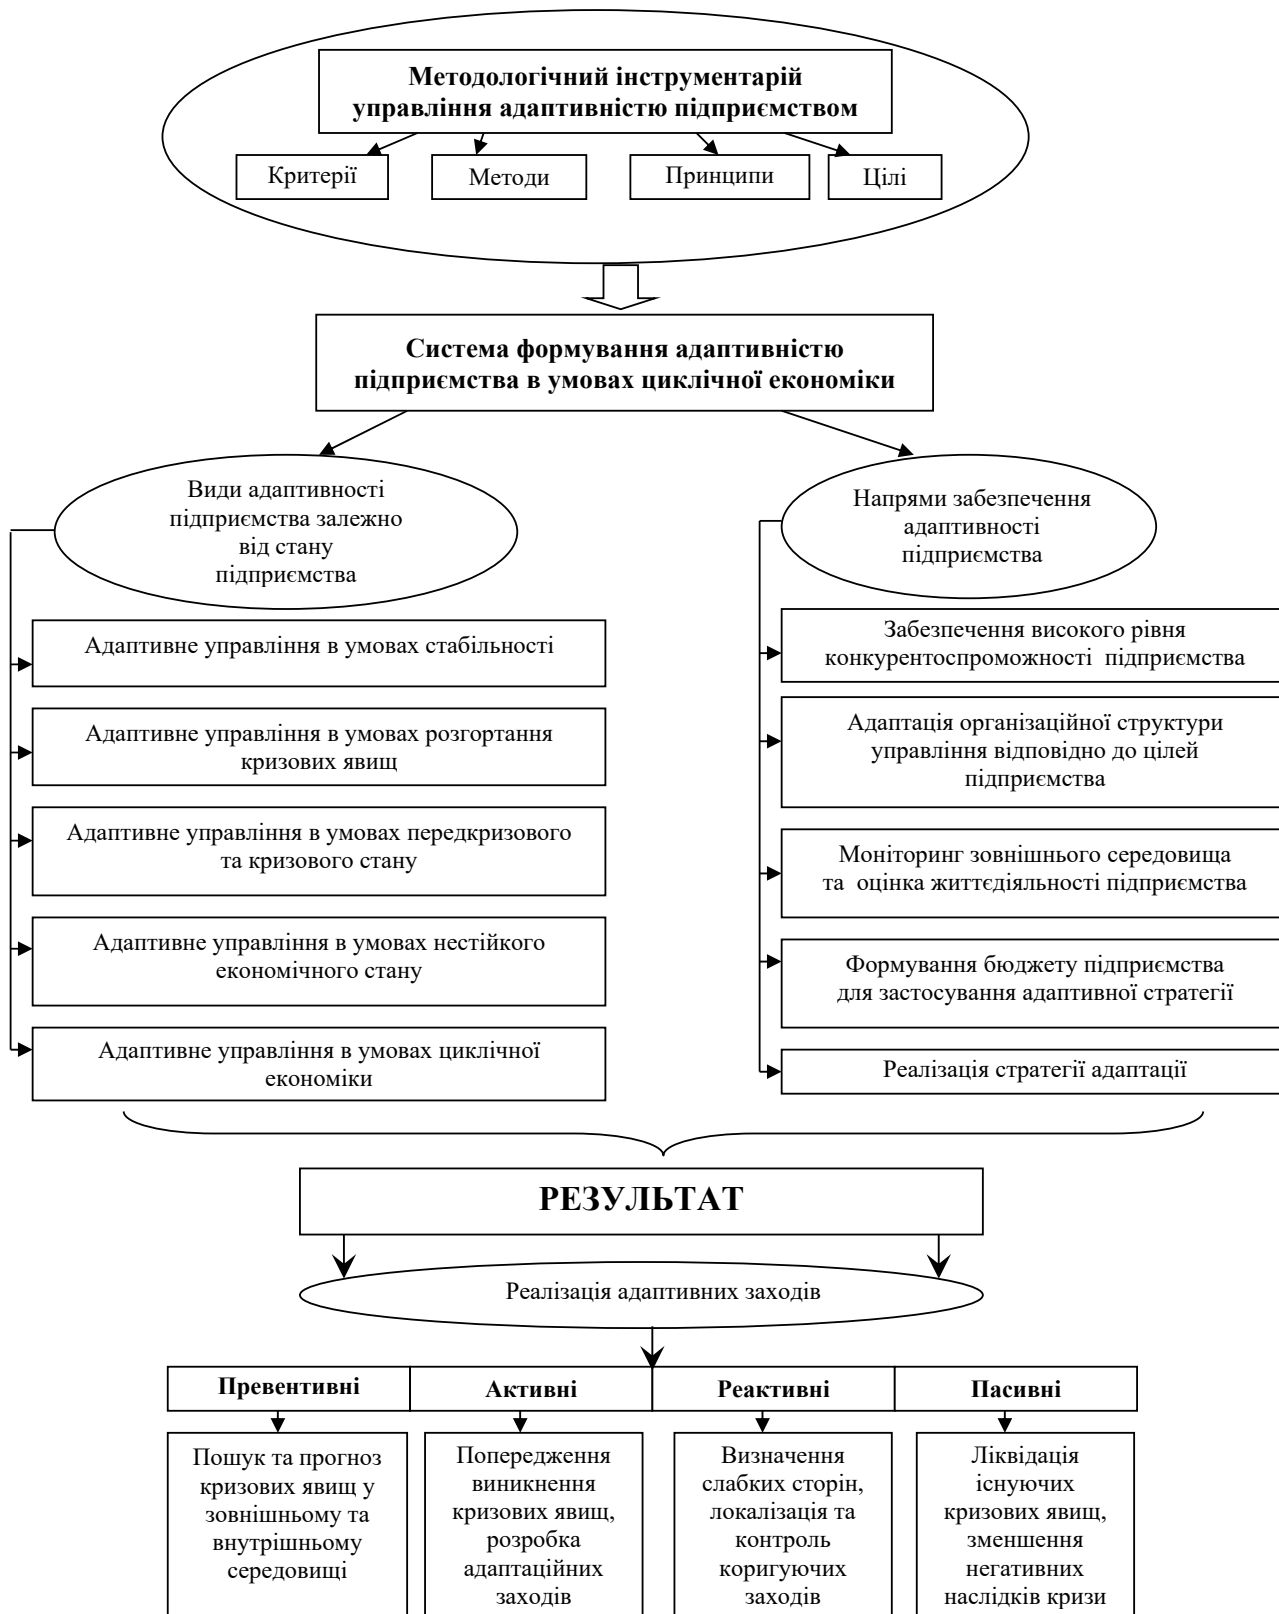 Методологічний інструментарій
управління адаптивністю підприємством
Критерії
Методи
Принципи
Цілі
Система формування адаптивністю
підприємства в умовах циклічної економіки
Види адаптивності
підприємства залежно
від стану
підприємства
Адаптивне управління в умовах стабільності
Адаптивне управління в умовах розгортання
кризових явищ
Адаптивне управління в умовах передкризового
та кризового стану
Адаптивне управління в умовах нестійкого
економічного стану
Адаптивне управління в умовах циклічної
економіки
Напрями забезпечення
адаптивності
підприємства
Забезпечення високого рівня
конкурентоспроможності підприємства
Адаптація організаційної структури
управління відповідно до цілей
підприємства
Моніторинг зовнішнього середовища
та оцінка життєдіяльності підприємства
Формування бюджету підприємства
для застосування адаптивної стратегії
Реалізація стратегії адаптації
РЕЗУЛЬТАТ
Реалізація адаптивних заходів
Превентивні
Активні
Реактивні
Пасивні
Пошук та прогноз
кризових явищ у
зовнішньому та
внутрішньому
середовищі
Попередження
виникнення
кризових явищ,
розробка
адаптаційних
заходів
Визначення
слабких сторін,
локалізація та
контроль
коригуючих
заходів
Ліквідація
існуючих
кризових явищ,
зменшення
негативних
наслідків кризи